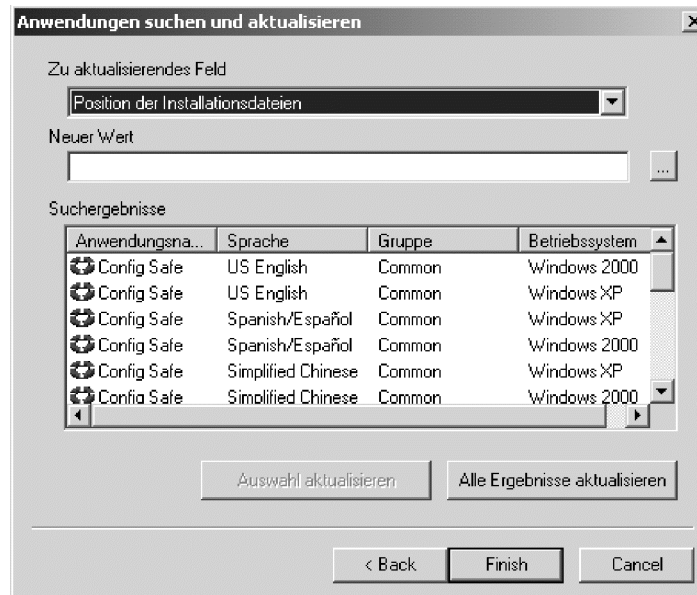 Anwendungen suchen und aktualisieren
Zu aktualisierendes Feld
Position der Installationsdateien
Neuer Wert
...
Suchergebnisse
Anwendungsna... Sprache Gruppe Betriebssystem
Config Safe US English Common Windows 2000
Config Safe US English Common Windows XP
Config Safe Spanish/Español Common Windows XP
Config Safe Spanish/Español Common Windows 2000
Config Safe Simplified Chinese Common Windows XP
Config Safe Simplified Chinese Common Windows 2000
Auswahl aktualisieren Alle Ergebnisse aktualisieren
< Back Finish Cancel